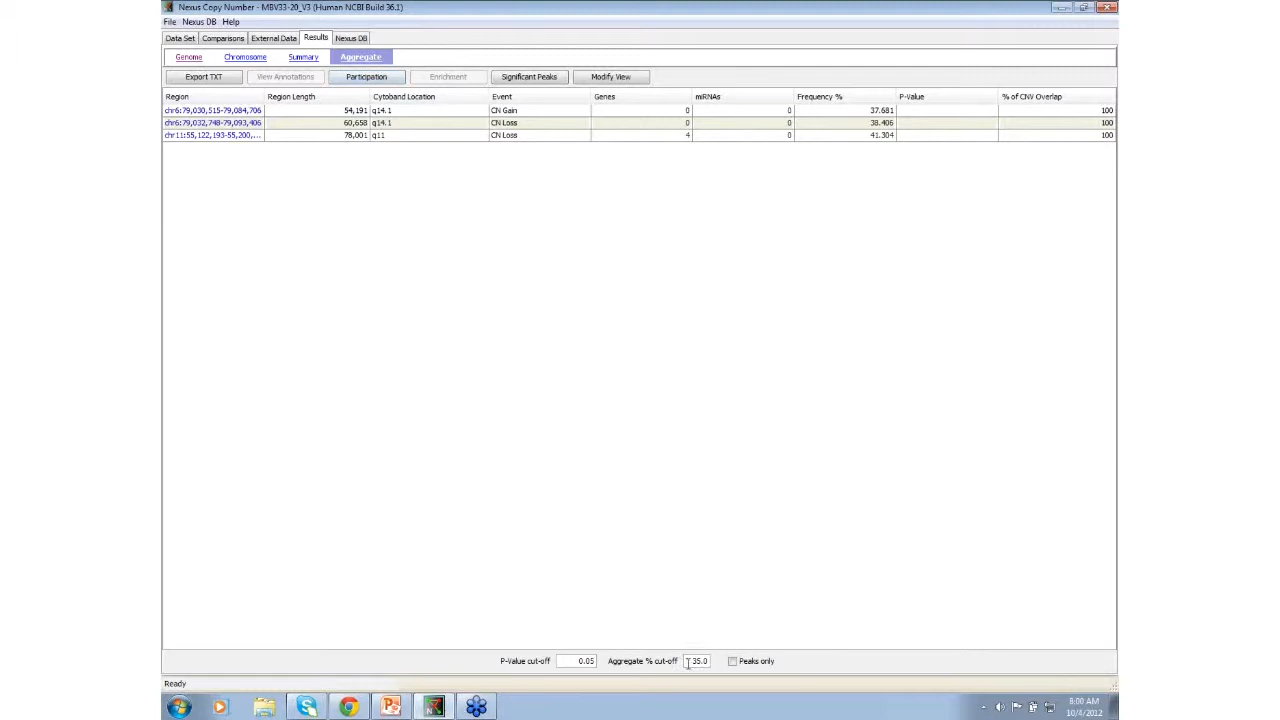 Nexus Copy Number - MBV33-20_V3 (Human NCBI Build 36.1)
File Nexus DB Help
Data Set Comparisons External Data Results Nexus DB
Genome Chromosome Summary Aggregate
Export TXT View Annotations Participation Enrichment Significant Peaks Modify View
Region Region Length Cytoband Location Event Genes miRNAs Frequency % P-Value % of CNV Overlap
chr6:79,030,515-79,084,706 54,191 q14.1 CN Gain 0 0 37.681 100
chr6:79,032,748-79,093,406 60,658 q14.1 CN Loss 0 0 38.406 100
chr11:55,122,193-55,200,... 78,001 q11 CN Loss 4 0 41.304 100
P-Value cut-off 0.05 Aggregate % cut-off 35.0 Peaks only
Ready
8:00 AM
10/4/2012